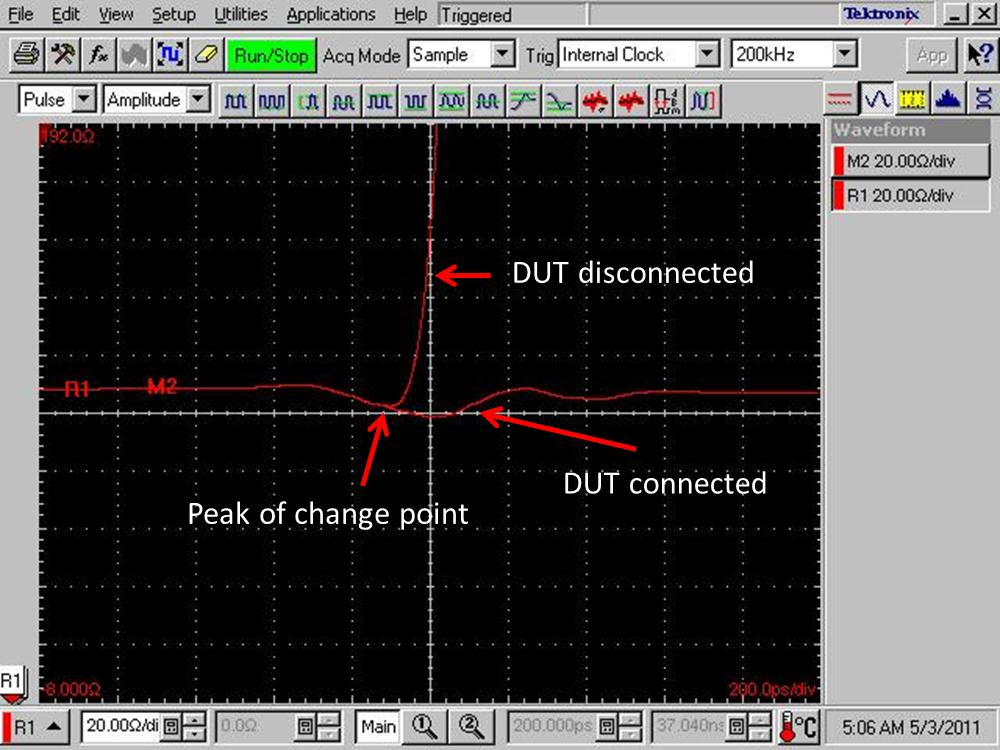 File Edit View Setup Utilities Applications Help Triggered Tektronix
Run/Stop Acq Mode Sample Trig Internal Clock 200kHz App
Pulse Amplitude
Waveform
192.0Ω
M2 20.00Ω/div
R1 20.00Ω/div
DUT disconnected
R1 M2
DUT connected
Peak of change point
R1
-8.000Ω 200.0ps/div
R1 20.00Ω/di 0.0Ω Main 1 2 200.000ps 37.040ns °C 5:06 AM 5/3/2011